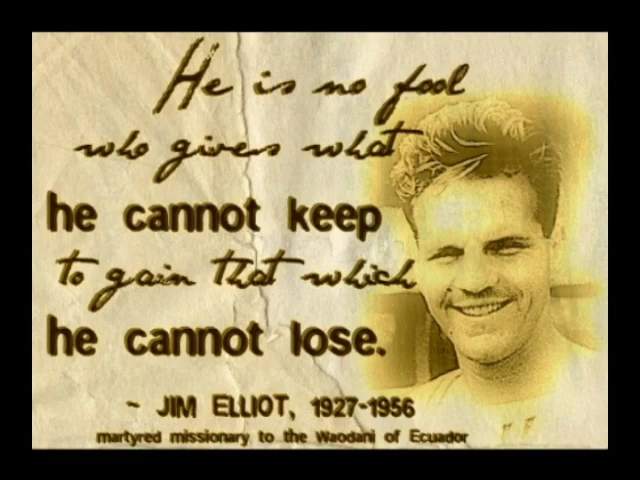 He is no fool
who gives what
he cannot keep
to gain that which
he cannot lose.
~ JIM ELLIOT, 1927-1956
martyred missionary to the Waodani of Ecuador